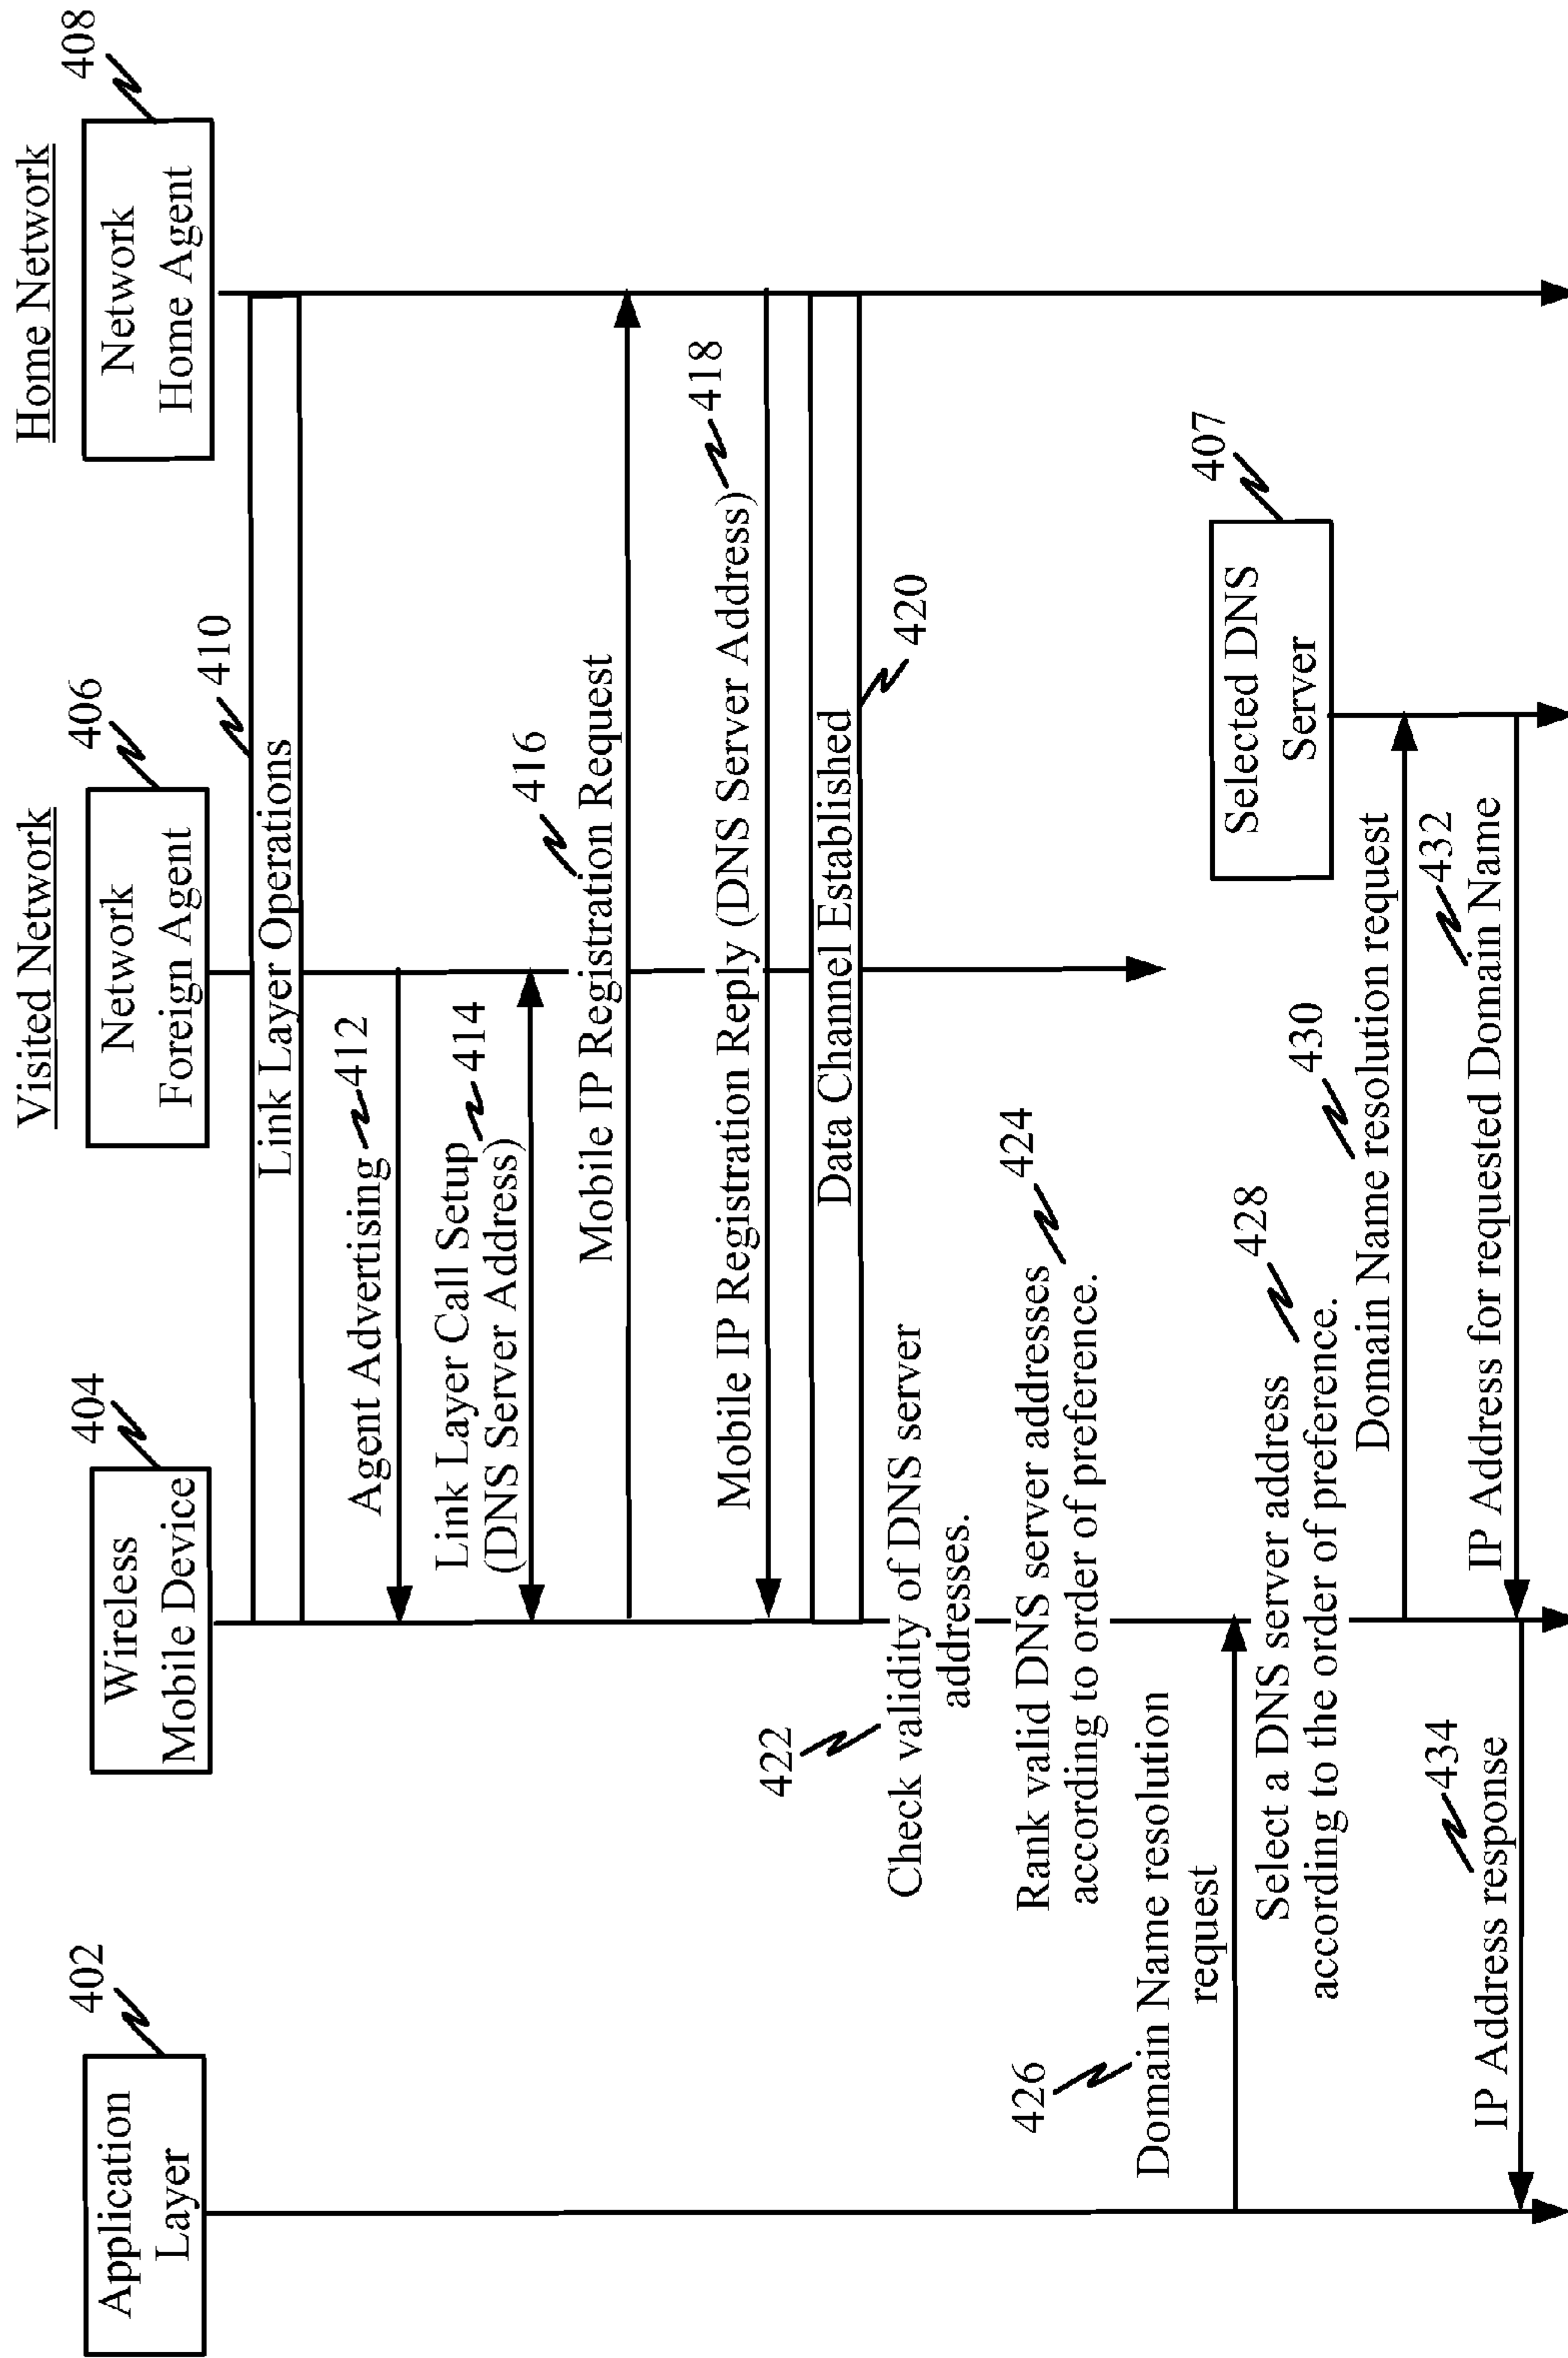 Visited Network
Home Network
402
404
406
408
Application
Layer
Wireless
Mobile Device
Network
Foreign Agent
Network
Home Agent
410
Link Layer Operations
Agent Advertising
412
Link Layer Call Setup
414
(DNS Server Address)
416
Mobile IP Registration Request
Mobile IP Registration Reply (DNS Server Address)
418
Data Channel Established
420
422
Check validity of DNS server
addresses.
424
Rank valid DNS server addresses
according to order of preference.
426
Domain Name resolution
request
407
Selected DNS
Server
428
Select a DNS server address
according to the order of preference.
430
Domain Name resolution request
432
IP Address for requested Domain Name
434
IP Address response